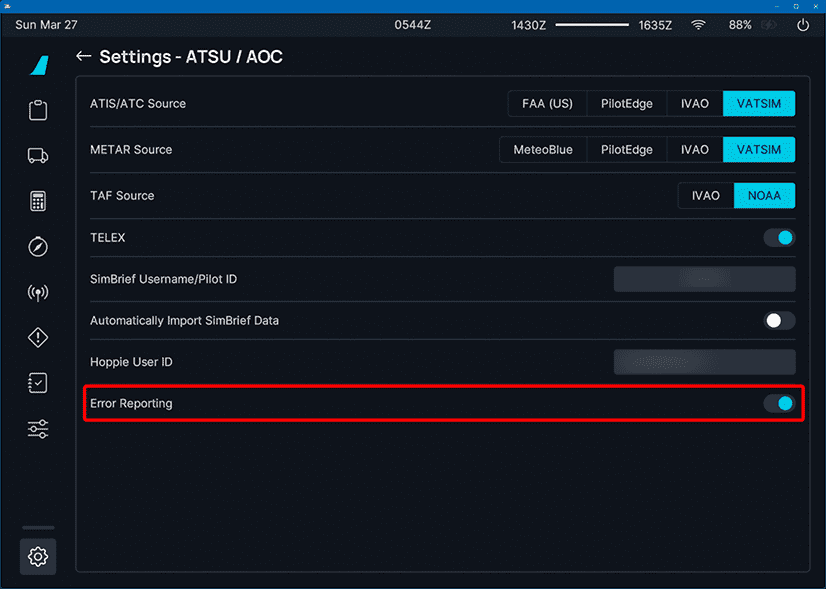 Sun Mar 27 0544Z 1430Z 1635Z 88%
Settings - ATSU / AOC
ATIS/ATC Source FAA (US) PilotEdge IVAO VATSIM
METAR Source MeteoBlue PilotEdge IVAO VATSIM
TAF Source IVAO NOAA
TELEX
SimBrief Username/Pilot ID
Automatically Import SimBrief Data
Hoppie User ID
Error Reporting